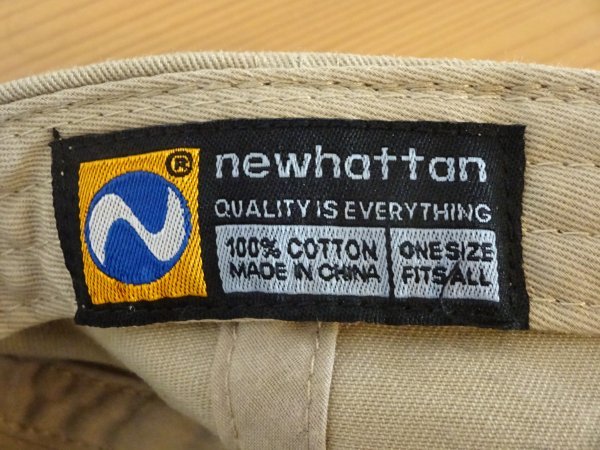 ® newhattan
QUALITY IS EVERYTHING
100% COTTON
MADE IN CHINA
ONE SIZE
FITS ALL